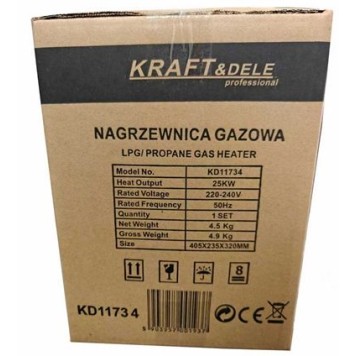 KRAFT&DELE
professional
NAGRZEWNICA GAZOWA
LPG/ PROPANE GAS HEATER
Model No. KD11734
Heat Output 25KW
Rated Voltage 220-240V
Rated Frequency 50Hz
Quantity 1 SET
Net Weight 4.5 Kg
Gross Weight 4.9 Kg
Size 405X235X320MM
8
KD11734
CE